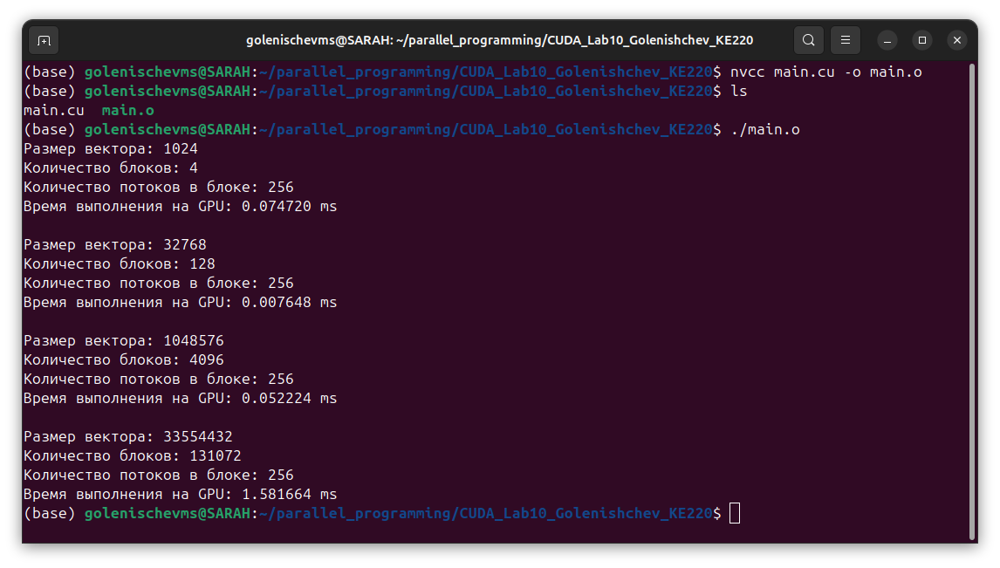 golenischevms@SARAH: ~/parallel_programming/CUDA_Lab10_Golenishchev_KE220
(base) golenischevms@SARAH:~/parallel_programming/CUDA_Lab10_Golenishchev_KE220$ nvcc main.cu -o main.o
(base) golenischevms@SARAH:~/parallel_programming/CUDA_Lab10_Golenishchev_KE220$ ls
main.cu  main.o
(base) golenischevms@SARAH:~/parallel_programming/CUDA_Lab10_Golenishchev_KE220$ ./main.o
Размер вектора: 1024
Количество блоков: 4
Количество потоков в блоке: 256
Время выполнения на GPU: 0.074720 ms
Размер вектора: 32768
Количество блоков: 128
Количество потоков в блоке: 256
Время выполнения на GPU: 0.007648 ms
Размер вектора: 1048576
Количество блоков: 4096
Количество потоков в блоке: 256
Время выполнения на GPU: 0.052224 ms
Размер вектора: 33554432
Количество блоков: 131072
Количество потоков в блоке: 256
Время выполнения на GPU: 1.581664 ms
(base) golenischevms@SARAH:~/parallel_programming/CUDA_Lab10_Golenishchev_KE220$